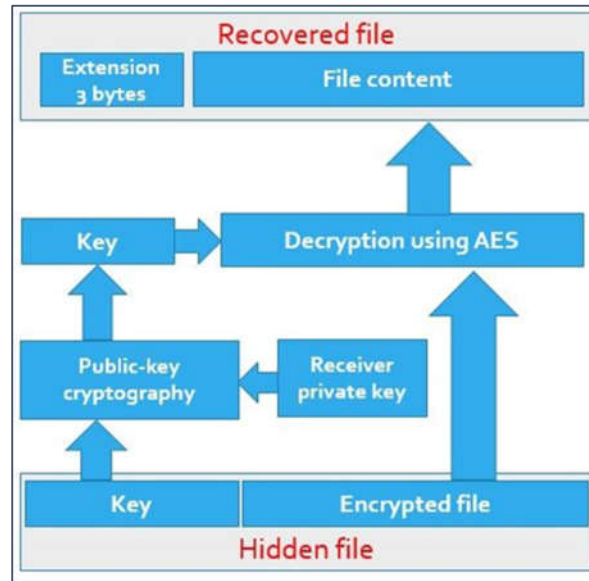 Recovered file
Extension
3 bytes
File content
Key
Decryption using AES
Public-key
cryptography
Receiver
private key
Key
Encrypted file
Hidden file